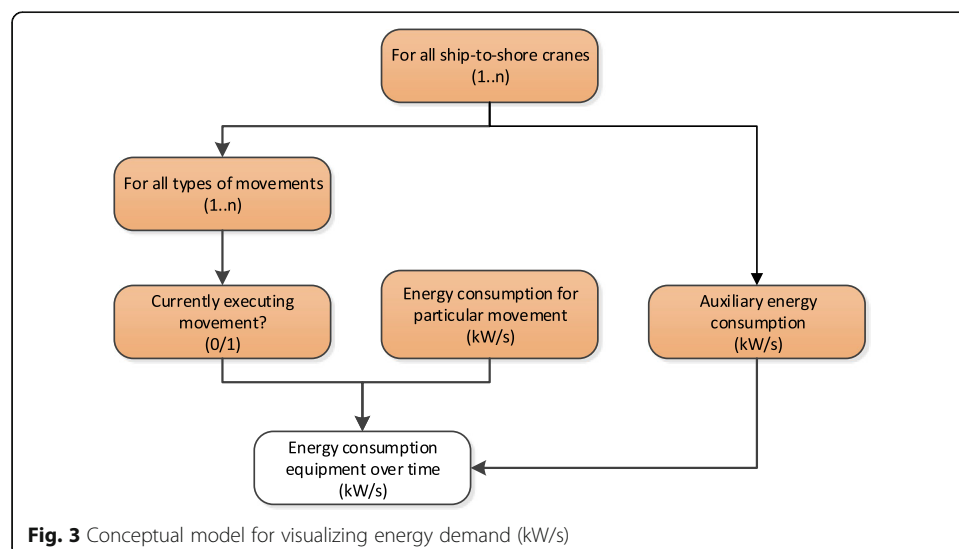 For all ship-to-shore cranes
(1..n)
For all types of movements
(1..n)
Currently executing
movement?
(0/1)
Energy consumption for
particular movement
(kW/s)
Auxiliary energy
consumption
(kW/s)
Energy consumption
equipment over time
(kW/s)
Fig. 3 Conceptual model for visualizing energy demand (kW/s)